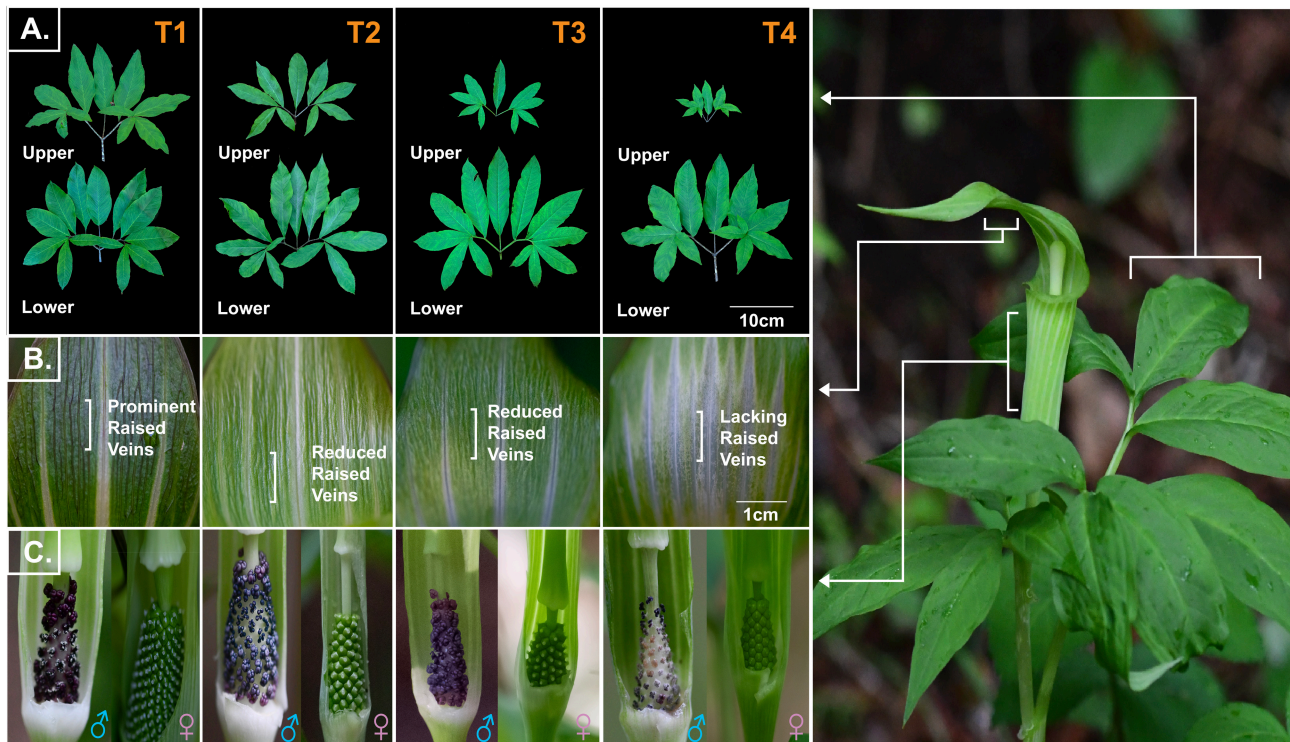 A.
T1
T2
T3
T4
Upper
Upper
Upper
Upper
Lower
Lower
Lower
Lower
10cm
B.
Prominent
Raised
Veins
Reduced
Raised
Veins
Reduced
Raised
Veins
Lacking
Raised
Veins
1cm
C.
♂
♀
♂
♀
♂
♀
♂
♀